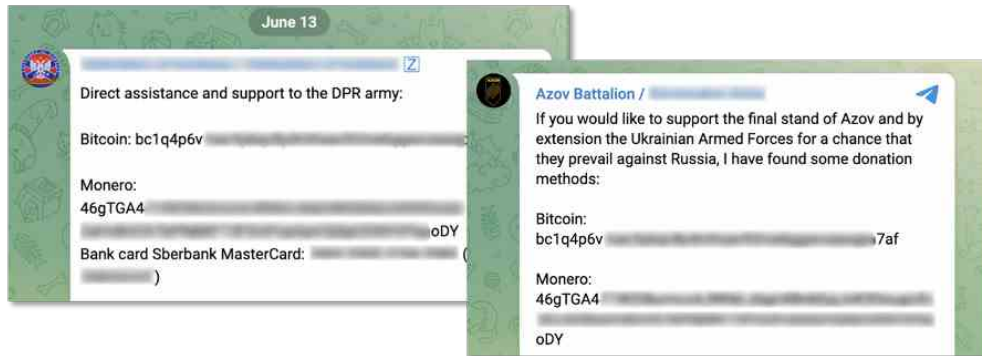 June 13
Z
Direct assistance and support to the DPR army:
Bitcoin: bc1q4p6v
Monero:
46gTGA4
oDY
Bank card Sberbank MasterCard: (
)
Azov Battalion /
If you would like to support the final stand of Azov and by
extension the Ukrainian Armed Forces for a chance that
they prevail against Russia, I have found some donation
methods:
Bitcoin:
bc1q4p6v 7af
Monero:
46gTGA4
oDY